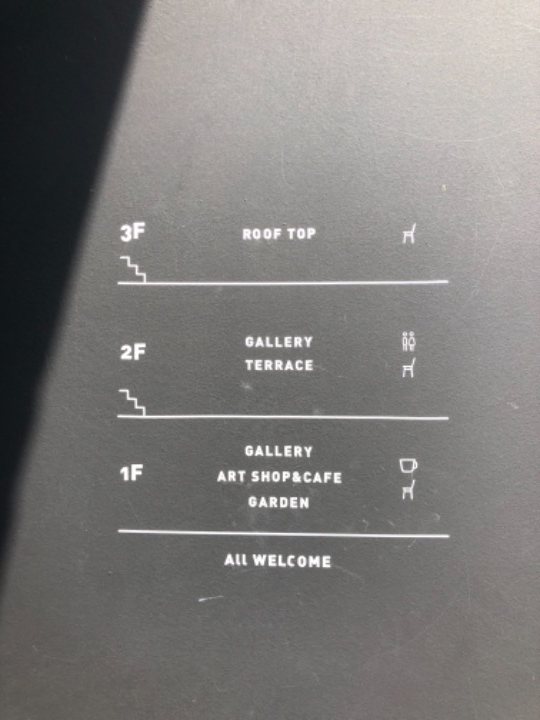 3F ROOF TOP
2F GALLERY
TERRACE
1F GALLERY
ART SHOP&CAFE
GARDEN
All WELCOME